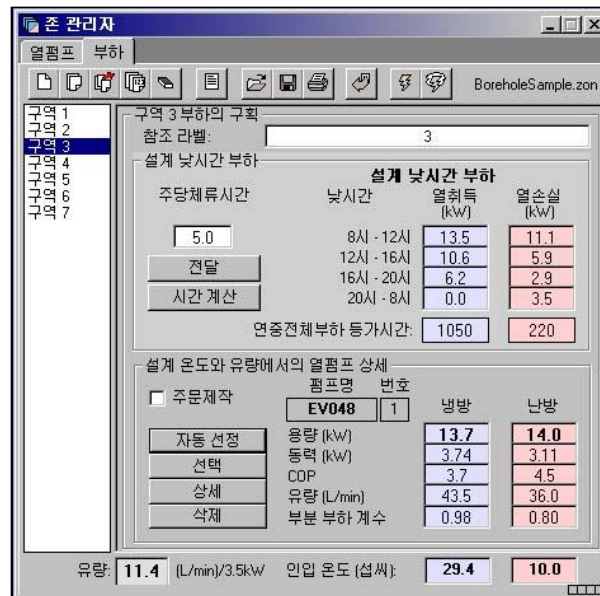 존 관리자
열펌프 부하
BoreholeSample.zon
구역 1
구역 2
구역 3
구역 4
구역 5
구역 6
구역 7
구역 3 부하의 구획
참조 라벨: 3
설계 낮시간 부하
설계 낮시간 부하
주당체류시간 낮시간 열취득 (kW) 열손실 (kW)
5.0
전달
시간 계산
8시 - 12시 13.5 11.1
12시 - 16시 10.6 5.9
16시 - 20시 6.2 2.9
20시 - 8시 0.0 3.5
연중전체부하 등가시간: 1050 220
설계 온도와 유량에서의 열펌프 상세
주문제작
펌프명 번호
EV048 1
냉방 난방
자동 선정
선택
상세
삭제
용량 (kW) 13.7 14.0
동력 (kW) 3.74 3.11
COP 3.7 4.5
유량 (L/min) 43.5 36.0
부분 부하 계수 0.98 0.80
유량: 11.4 (L/min)/3.5kW 인입 온도 (섭씨): 29.4 10.0